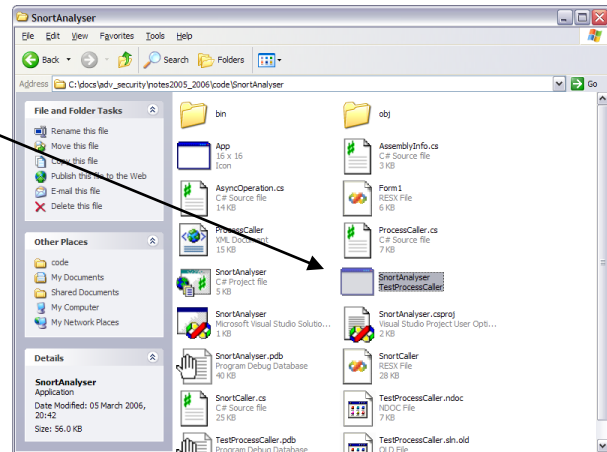 SnortAnalyser
File Edit View Favorites Tools Help
Back Search Folders
Address C:\docs\adv_security\notes2005_2006\code\SnortAnalyser Go
File and Folder Tasks
Rename this file
Move this file
Copy this file
Publish this file to the Web
E-mail this file
Delete this file
Other Places
code
My Documents
Shared Documents
My Computer
My Network Places
Details
SnortAnalyser
Application
Date Modified: 05 March 2006,
20:42
Size: 56.0 KB
bin
obj
App
16 x 16
Icon
AssemblyInfo.cs
C# Source file
3 KB
AsyncOperation.cs
C# Source file
14 KB
Form1
RESX File
6 KB
ProcessCaller
XML Document
15 KB
ProcessCaller.cs
C# Source file
7 KB
SnortAnalyser
C# Project file
5 KB
SnortAnalyser
TestProcessCaller
SnortAnalyser
Microsoft Visual Studio Solutio...
1 KB
SnortAnalyser.csproj
Visual Studio Project User Opti...
2 KB
SnortAnalyser.pdb
Program Debug Database
40 KB
SnortCaller
RESX File
28 KB
SnortCaller.cs
C# Source file
25 KB
TestProcessCaller.ndoc
NDOC File
7 KB
TestProcessCaller.pdb
Program Debug Database
TestProcessCaller.sln.old
OLD File